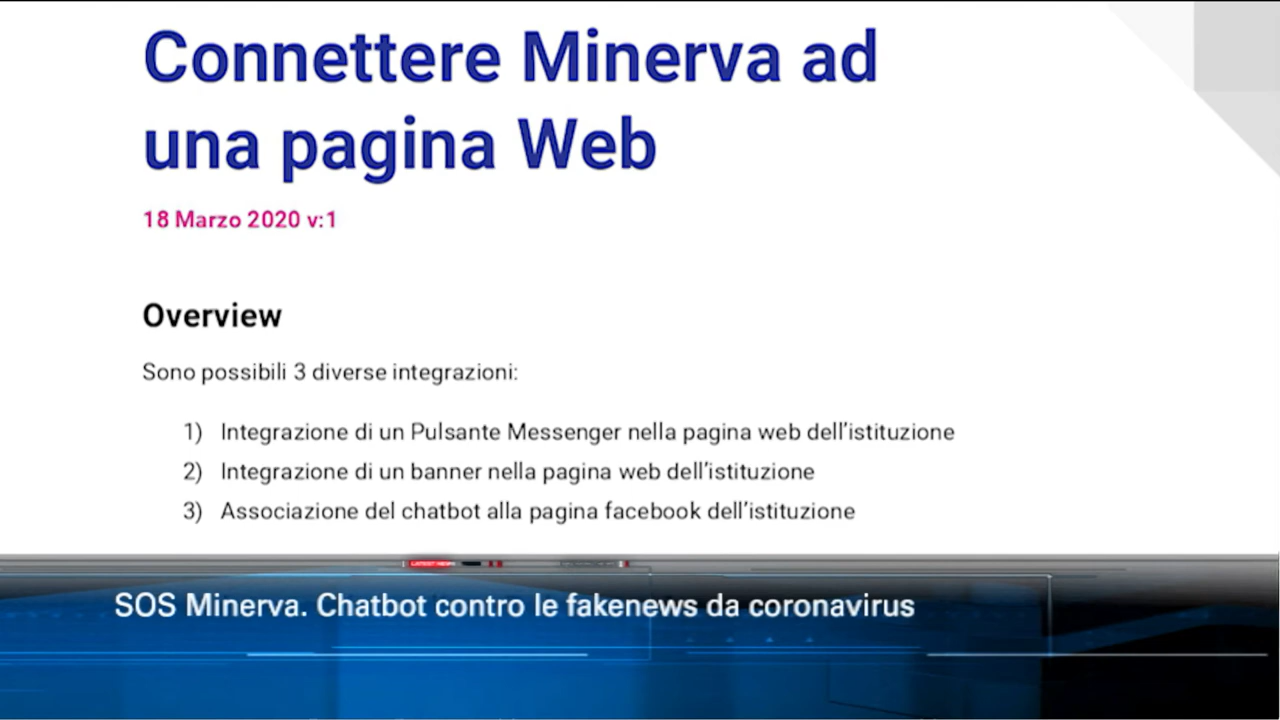 Connettere Minerva ad
una pagina Web
18 Marzo 2020 v:1
Overview
Sono possibili 3 diverse integrazioni:
1) Integrazione di un Pulsante Messenger nella pagina web dell'istituzione
2) Integrazione di un banner nella pagina web dell'istituzione
3) Associazione del chatbot alla pagina facebook dell'istituzione
LATEST NEWS
SOS Minerva. Chatbot contro le fakenews da coronavirus